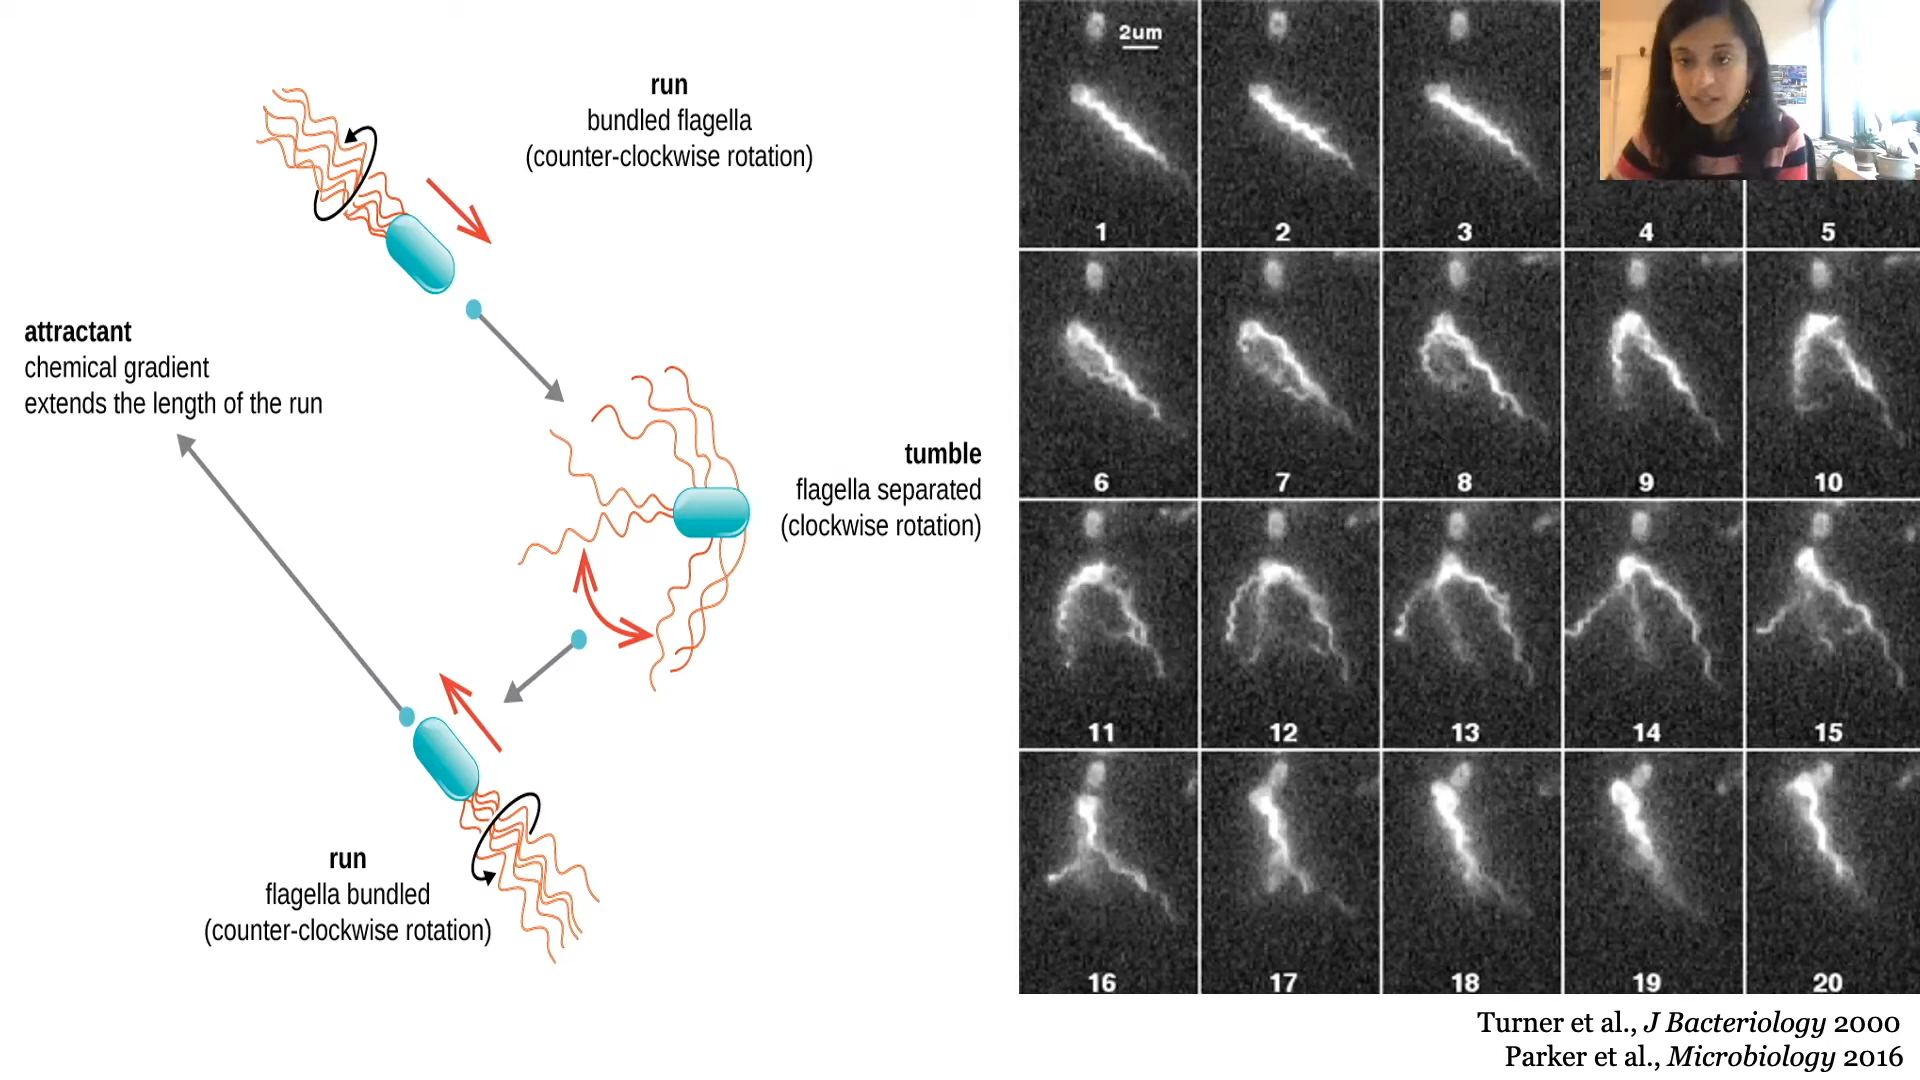 run
bundled flagella
(counter-clockwise rotation)
attractant
chemical gradient
extends the length of the run
tumble
flagella separated
(clockwise rotation)
run
flagella bundled
(counter-clockwise rotation)
2um
1
2
3
4
5
6
7
8
9
10
11
12
13
14
15
16
17
18
19
20
Turner et al., J Bacteriology 2000
Parker et al., Microbiology 2016